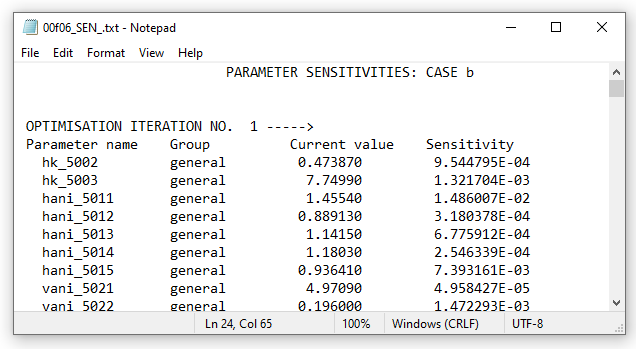 00f06_SEN_.txt - Notepad
File Edit Format View Help
PARAMETER SENSITIVITIES: CASE b
OPTIMISATION ITERATION NO. 1 ----->
Parameter name Group Current value Sensitivity
hk_5002 general 0.473870 9.544795E-04
hk_5003 general 7.74990 1.321704E-03
hani_5011 general 1.45540 1.486007E-02
hani_5012 general 0.889130 3.180378E-04
hani_5013 general 1.14150 6.775912E-04
hani_5014 general 1.18030 2.546339E-04
hani_5015 general 0.936410 7.393161E-03
vani_5021 general 4.97090 4.958427E-05
vani_5022 general 0.196000 1.472293E-03
Ln 24, Col 65 100% Windows (CRLF) UTF-8